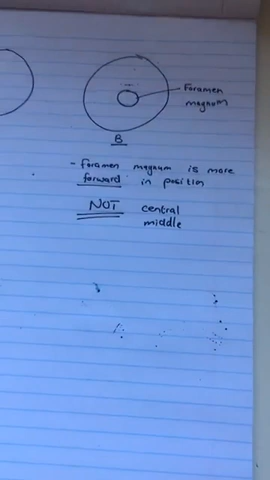 Foramen
magnum
B
- Foramen magnum is more
forward in position
NOT central
middle